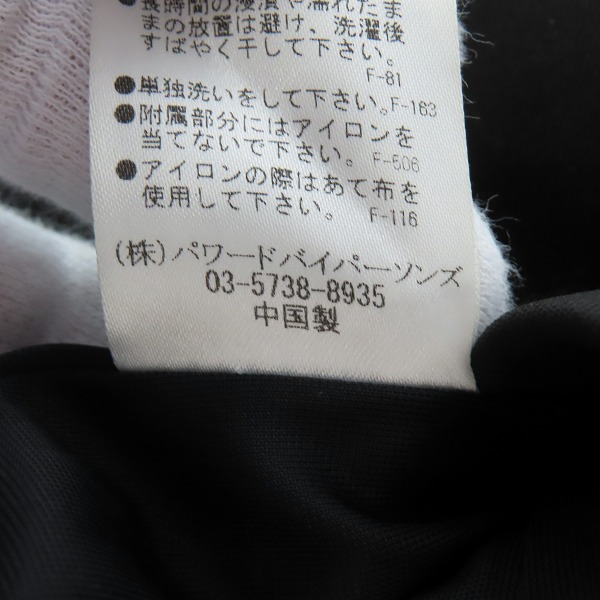 ●長時間の浸漬や濡れたま
まの放置は避け、洗濯後
すばやく干して下さい。
F-81
●単独洗いをして下さい。F-163
●附属部分にはアイロンを
当てないで下さい。F-506
●アイロンの際はあて布を
使用して下さい。F-116
(株)パワードバイパーソンズ
03-5738-8935
中国製